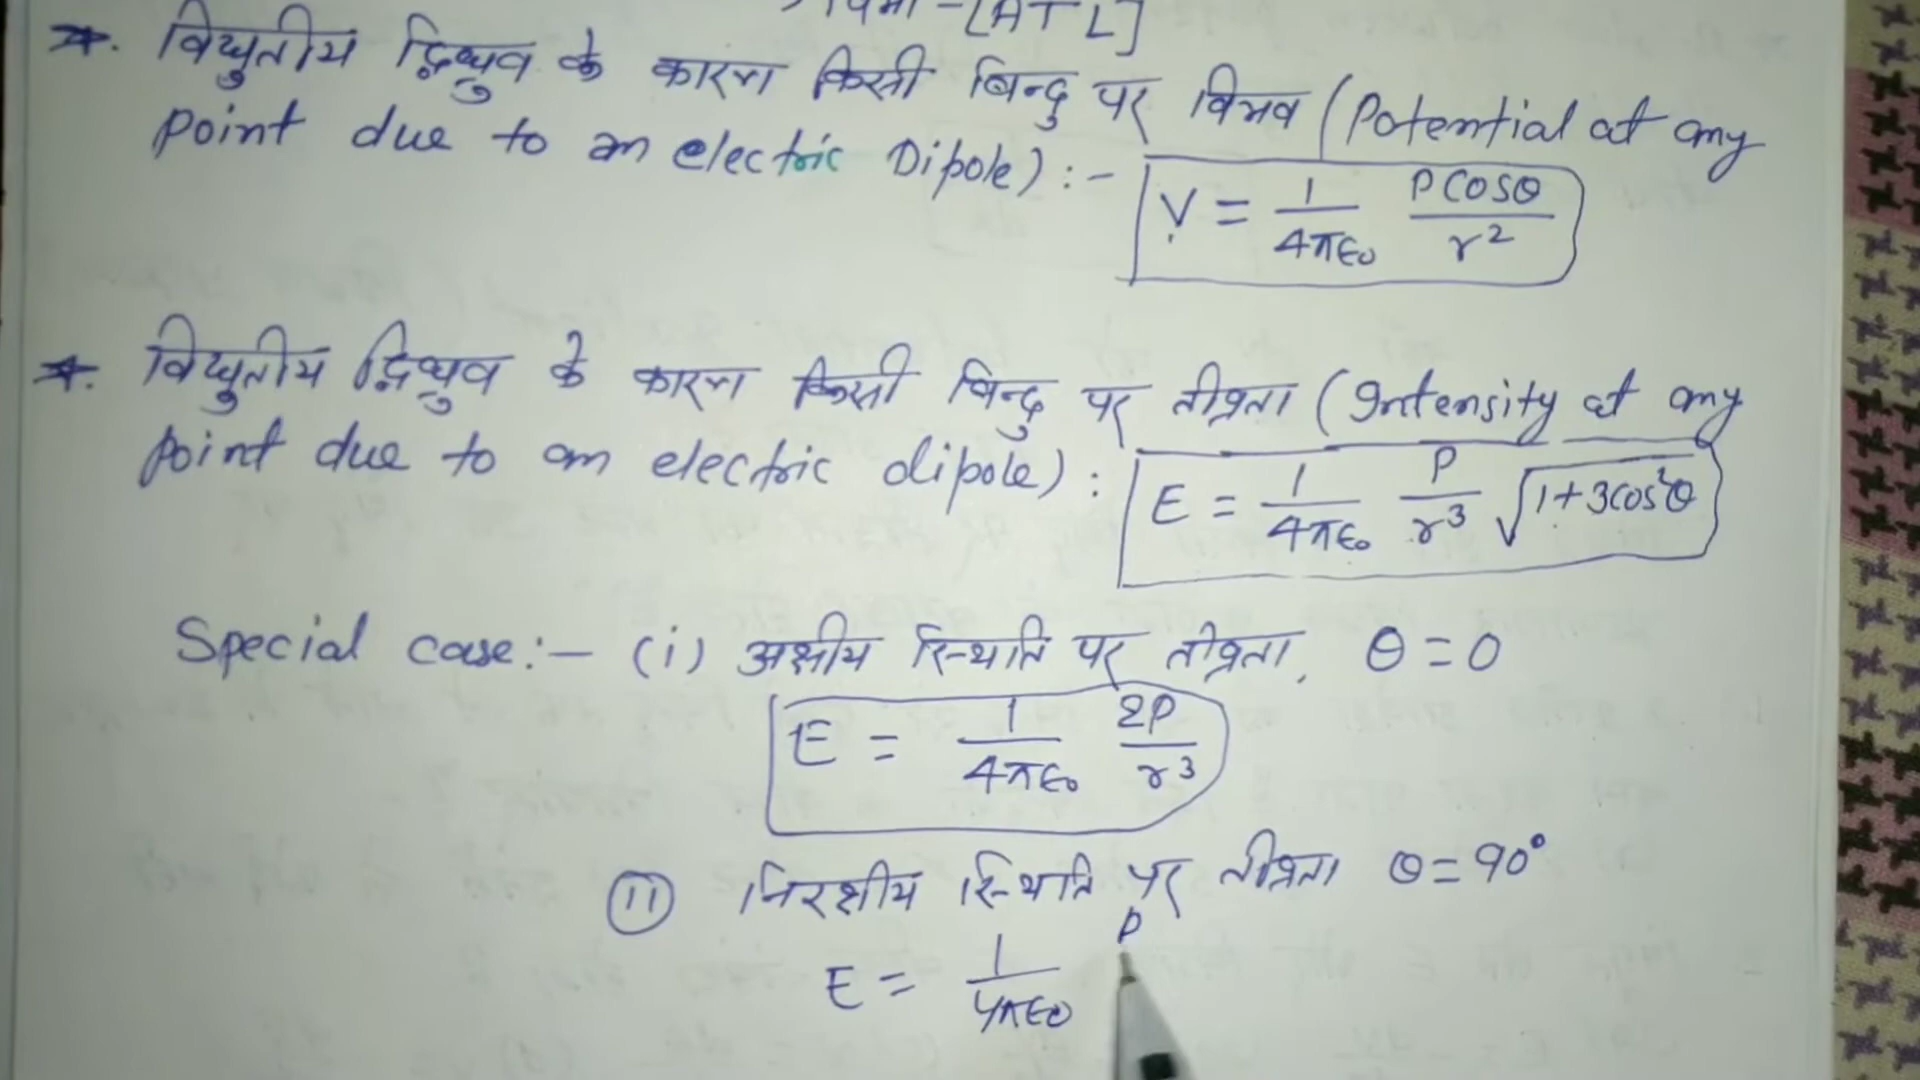 विमा - [AT L]
*. विद्युतीय द्विध्रुव के कारण किसी बिन्दु पर विभव (Potential at any
point due to an electric Dipole) :- V = 1/4πε₀ PCOSθ/r²
*. विद्युतीय द्विध्रुव के कारण किसी बिन्दु पर तीव्रता (Intensity at any
point due to an electric dipole) : E = 1/4πε₀ P/r³ √1+3cos²θ
Special case :- (i) अक्षीय स्थिति पर तीव्रता, θ = 0
E = 1/4πε₀ 2P/r³
(ii) निरक्षीय स्थिति पर तीव्रता θ = 90°
E = 1/4πε₀ P